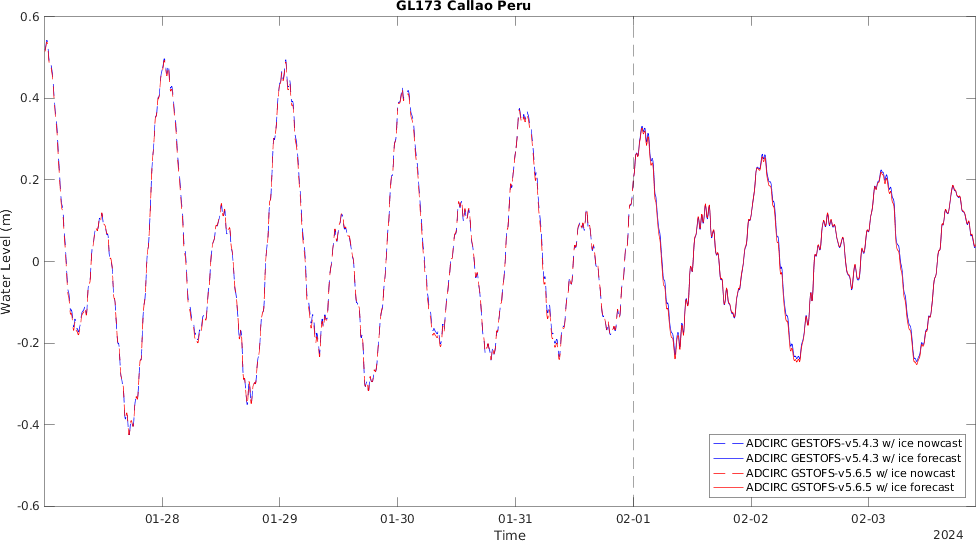 GL173 Callao Peru
0.6
0.4
0.2
0
-0.2
-0.4
-0.6
Water Level (m)
01-28 01-29 01-30 01-31 02-01 02-02 02-03
Time
2024
ADCIRC GESTOFS-v5.4.3 w/ ice nowcast
ADCIRC GESTOFS-v5.4.3 w/ ice forecast
ADCIRC GSTOFS-v5.6.5 w/ ice nowcast
ADCIRC GSTOFS-v5.6.5 w/ ice forecast